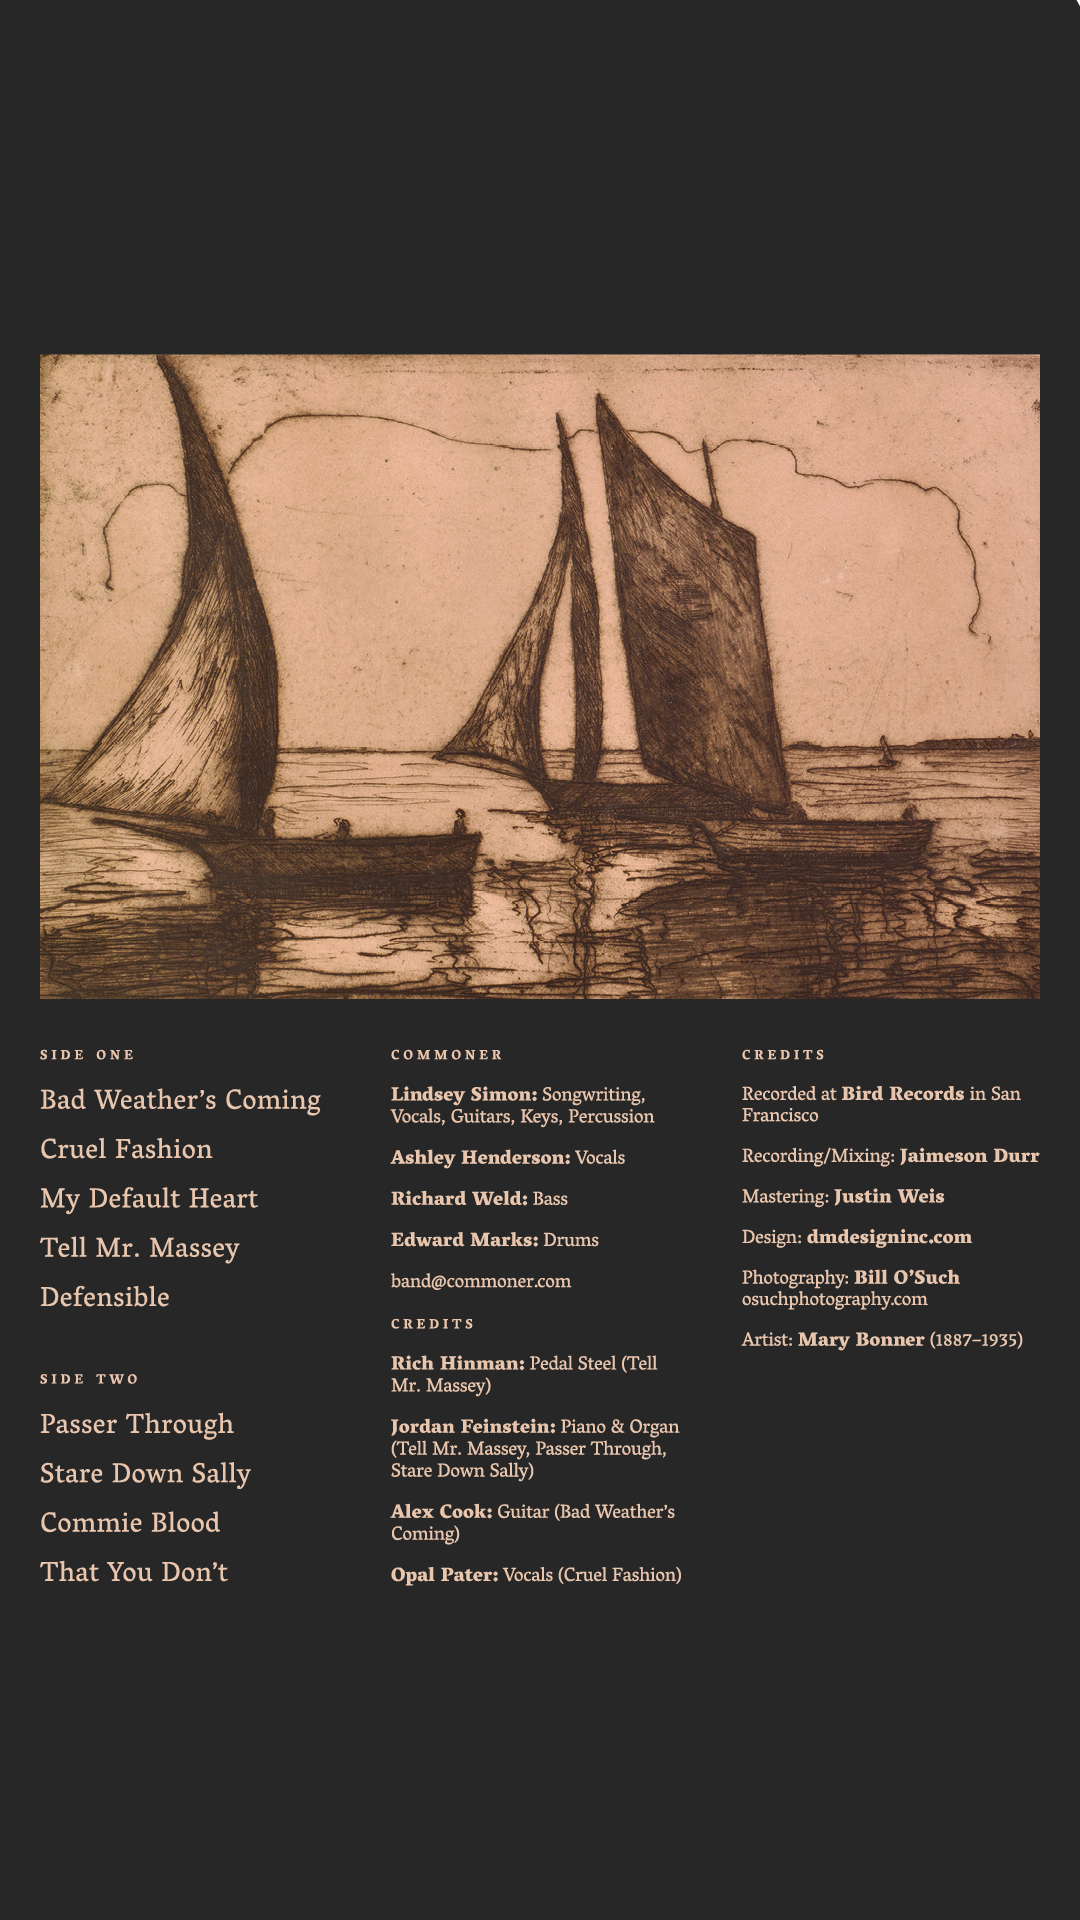 SIDE ONE
Bad Weather’s Coming
Cruel Fashion
My Default Heart
Tell Mr. Massey
Defensible
SIDE TWO
Passer Through
Stare Down Sally
Commie Blood
That You Don’t
COMMONER
Lindsey Simon: Songwriting,
Vocals, Guitars, Keys, Percussion
Ashley Henderson: Vocals
Richard Weld: Bass
Edward Marks: Drums
band@commoner.com
CREDITS
Rich Hinman: Pedal Steel (Tell
Mr. Massey)
Jordan Feinstein: Piano & Organ
(Tell Mr. Massey, Passer Through,
Stare Down Sally)
Alex Cook: Guitar (Bad Weather’s
Coming)
Opal Pater: Vocals (Cruel Fashion)
CREDITS
Recorded at Bird Records in San
Francisco
Recording/Mixing: Jaimeson Durr
Mastering: Justin Weis
Design: dmdesigninc.com
Photography: Bill O’Such
osuchphotography.com
Artist: Mary Bonner (1887–1935)